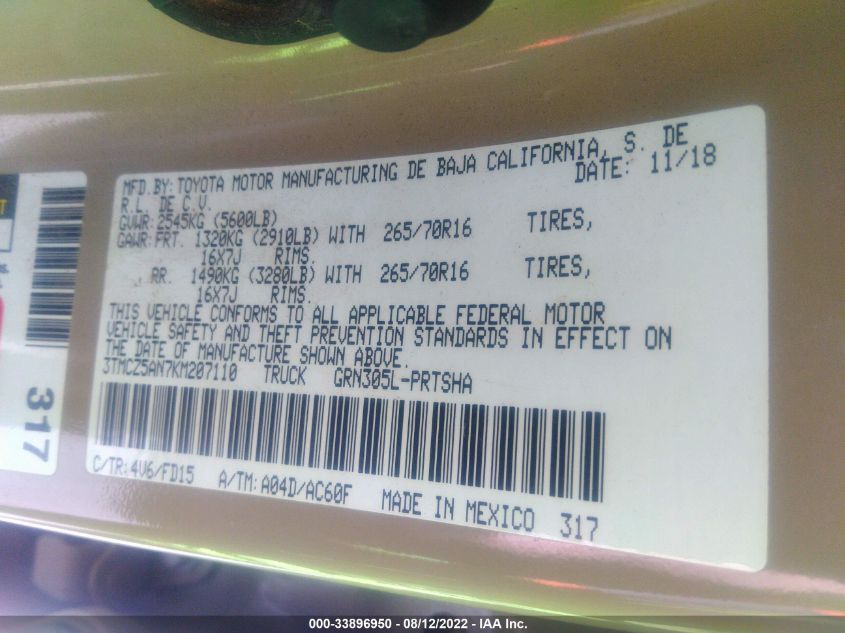 MFD.BY:TOYOTA MOTOR MANUFACTURING DE BAJA CALIFORNIA, S. DE
R.L. DE C.V. DATE: 11/18
GVWR:2545KG (5600LB)
GAWR:FRT. 1320KG (2910LB) WITH 265/70R16 TIRES,
16X7J RIMS.
RR. 1490KG (3280LB) WITH 265/70R16 TIRES,
16X7J RIMS.
THIS VEHICLE CONFORMS TO ALL APPLICABLE FEDERAL MOTOR
VEHICLE SAFETY AND THEFT PREVENTION STANDARDS IN EFFECT ON
THE DATE OF MANUFACTURE SHOWN ABOVE.
3TMCZ5AN7KM207110 TRUCK GRN305L-PRTSHA
C/TR:4V6/FD15 A/TM:A04D/AC60F MADE IN MEXICO 317
317
000-33896950 - 08/12/2022 - IAA Inc.